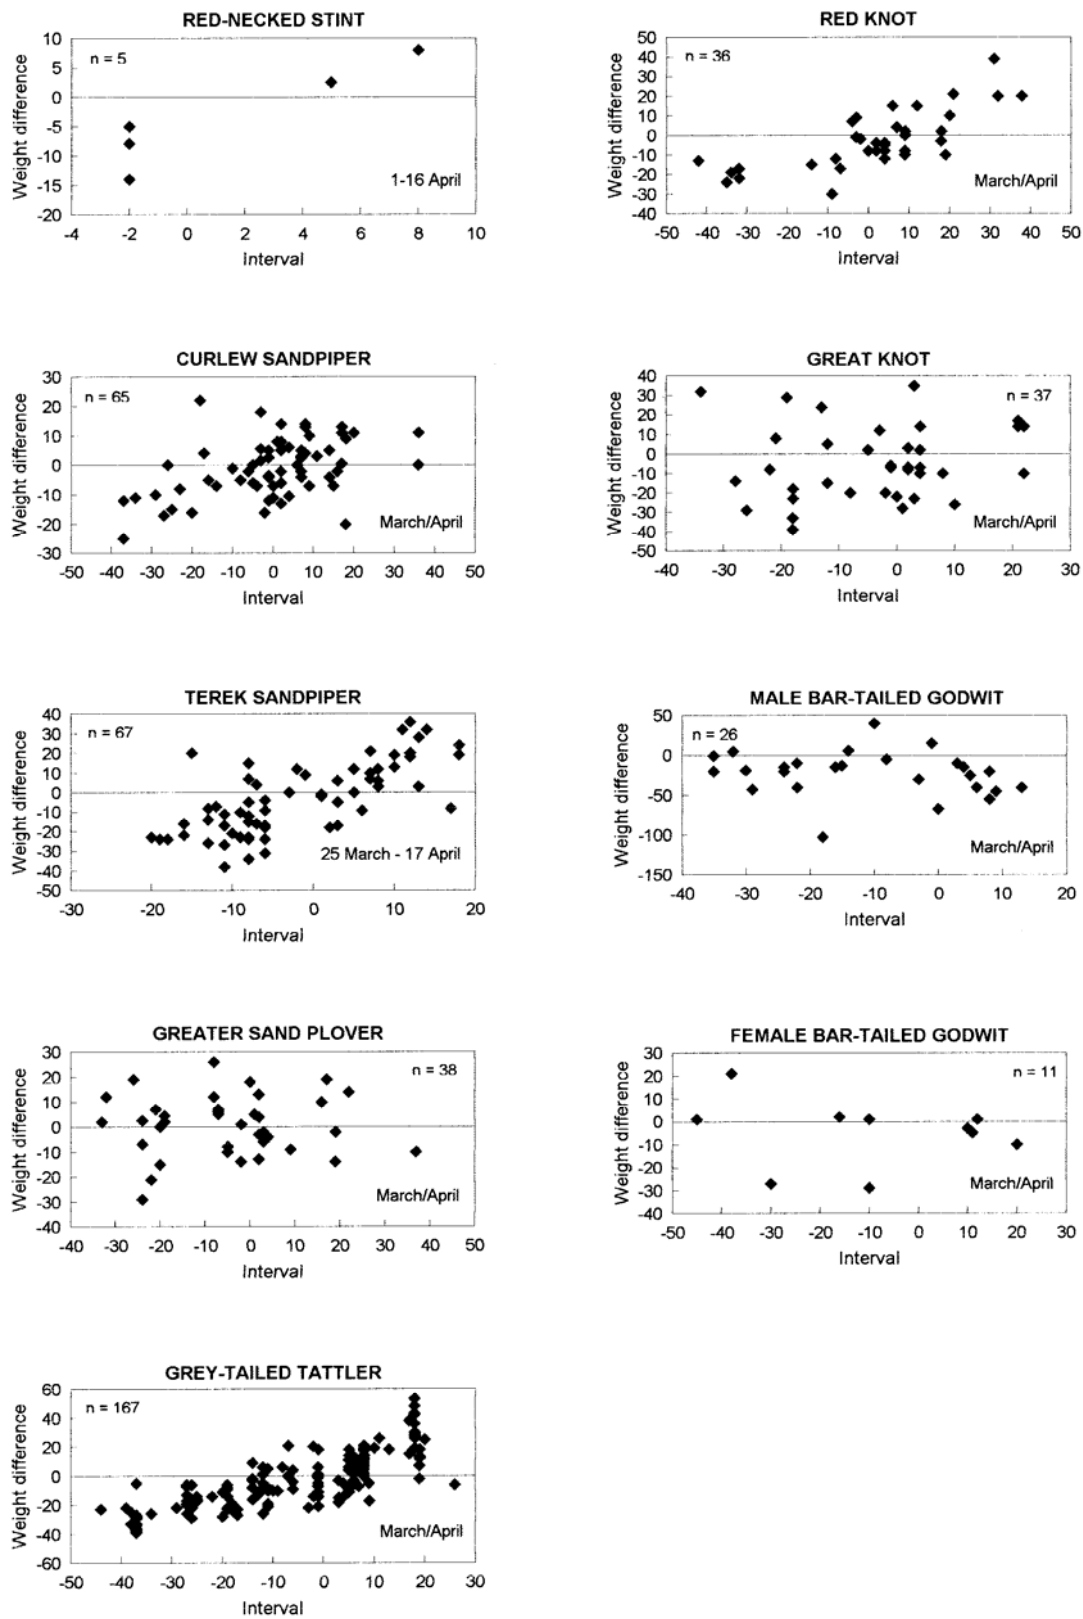 RED-NECKED STINT
Weight difference
10
5
0
-5
-10
-15
-20
n = 5
1-16 April
-4 -2 0 2 4 6 8 10
Interval
RED KNOT
Weight difference
50
40
30
20
10
0
-10
-20
-30
-40
n = 36
March/April
-50 -40 -30 -20 -10 0 10 20 30 40 50
Interval
CURLEW SANDPIPER
Weight difference
30
20
10
0
-10
-20
-30
n = 65
March/April
-50 -40 -30 -20 -10 0 10 20 30 40 50
Interval
GREAT KNOT
Weight difference
40
30
20
10
0
-10
-20
-30
-40
-50
n = 37
March/April
-40 -30 -20 -10 0 10 20 30
Interval
TEREK SANDPIPER
Weight difference
40
30
20
10
0
-10
-20
-30
-40
-50
n = 67
25 March - 17 April
-30 -20 -10 0 10 20
Interval
MALE BAR-TAILED GODWIT
Weight difference
50
0
-50
-100
-150
n = 26
March/April
-40 -30 -20 -10 0 10 20
Interval
GREATER SAND PLOVER
Weight difference
30
20
10
0
-10
-20
-30
-40
n = 38
March/April
-40 -30 -20 -10 0 10 20 30 40 50
Interval
FEMALE BAR-TAILED GODWIT
Weight difference
30
20
10
0
-10
-20
-30
-40
n = 11
March/April
-50 -40 -30 -20 -10 0 10 20 30
Interval
GREY-TAILED TATTLER
Weight difference
60
40
20
0
-20
-40
-60
n = 167
March/April
-50 -40 -30 -20 -10 0 10 20 30
Interval